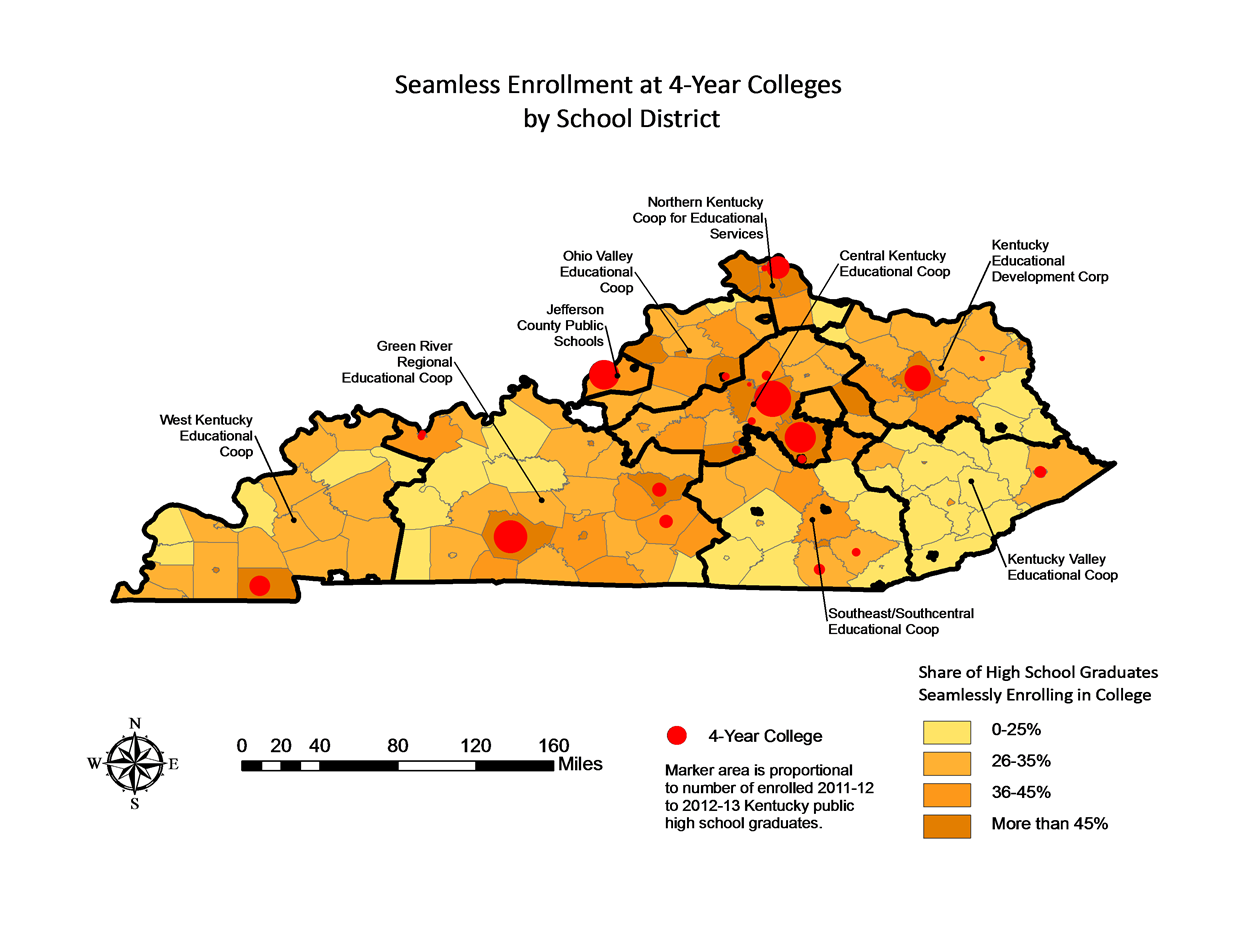 Seamless Enrollment at 4-Year Colleges
by School District
Northern Kentucky
Coop for Educational
Services
Ohio Valley
Educational
Coop
Central Kentucky
Educational Coop
Kentucky
Educational
Development Corp
Jefferson
County Public
Schools
Green River
Regional
Educational Coop
West Kentucky
Educational
Coop
Kentucky Valley
Educational Coop
Southeast/Southcentral
Educational Coop
Share of High School Graduates
Seamlessly Enrolling in College
0-25%
26-35%
36-45%
More than 45%
4-Year College
Marker area is proportional
to number of enrolled 2011-12
to 2012-13 Kentucky public
high school graduates.
N
W E
S
0 20 40 80 120 160
Miles